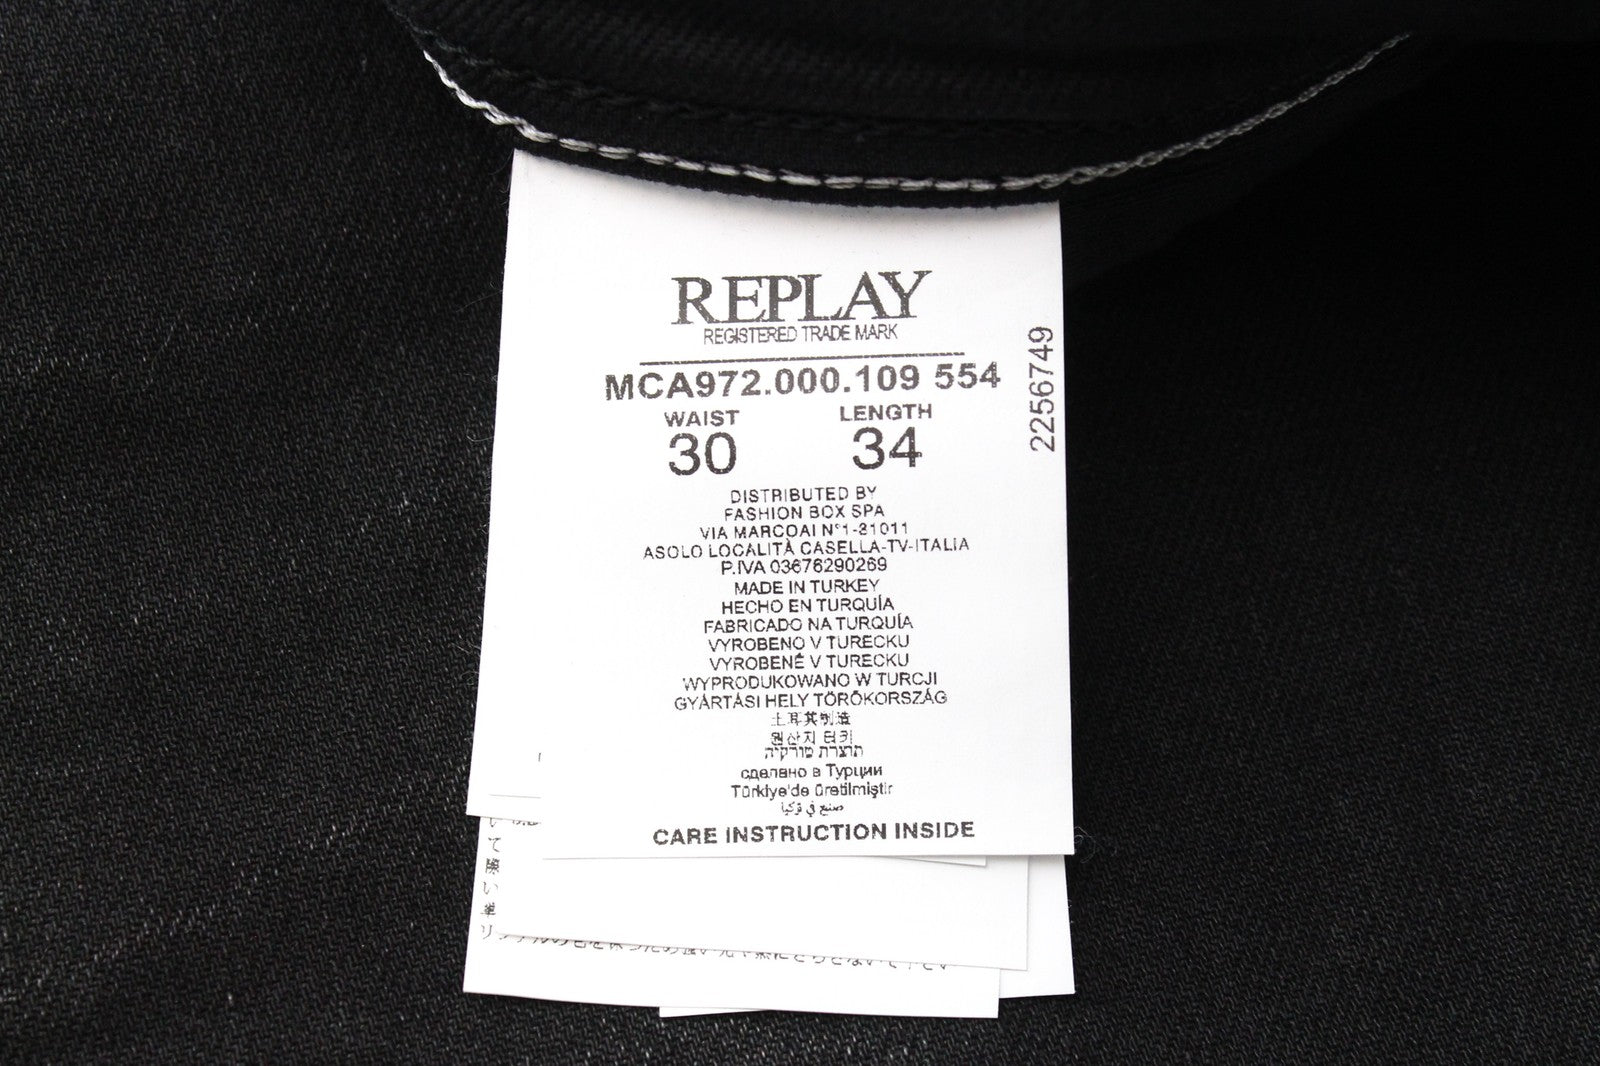 REPLAY
REGISTERED TRADE MARK
MCA972.000.109 554
WAIST LENGTH
30 34
2256749
DISTRIBUTED BY
FASHION BOX SPA
VIA MARCOAI N°1-31011
ASOLO LOCALITÀ CASELLA-TV-ITALIA
P.IVA 03676290269
MADE IN TURKEY
HECHO EN TURQUÍA
FABRICADO NA TURQUÍA
VYROBENO V TURECKU
VYROBENÉ V TURECKU
WYPRODUKOWANO W TURCJI
GYÁRTÁSI HELY TÖRÖKORSZÁG
土耳其制造
원산지 터키
תוצרת טורקיה
сделано в Турции
Türkiye'de üretilmiştir
صنع في تركيا
CARE INSTRUCTION INSIDE